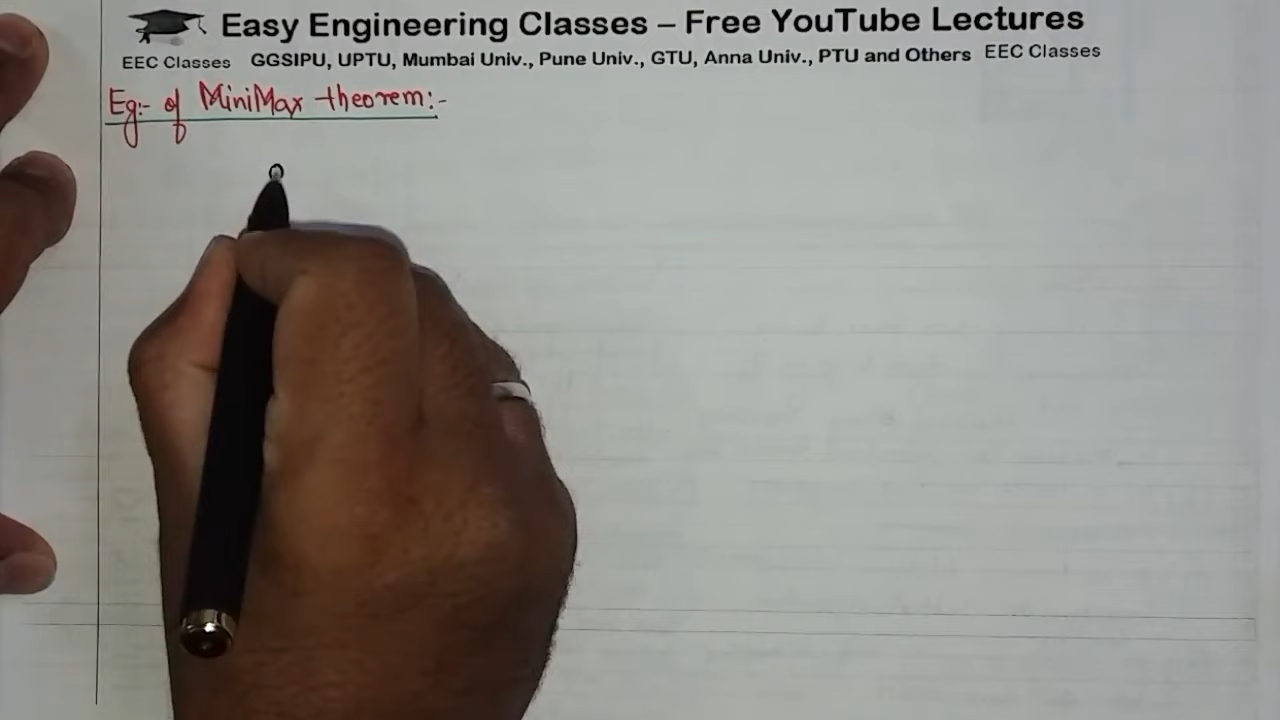 Easy Engineering Classes – Free YouTube Lectures
EEC Classes GGSIPU, UPTU, Mumbai Univ., Pune Univ., GTU, Anna Univ., PTU and Others EEC Classes
Eg:- of MiniMax theorem:-